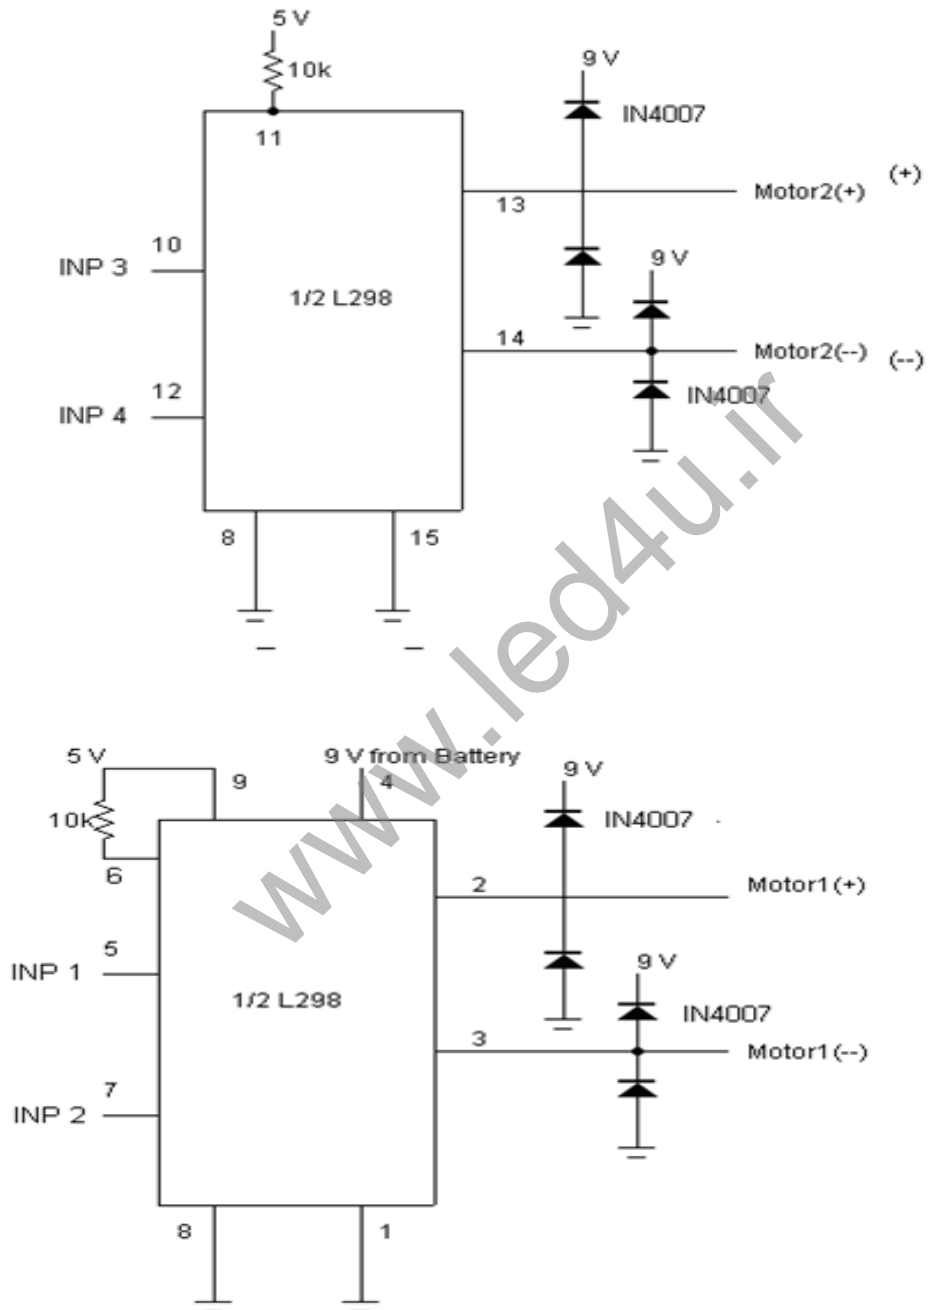 5 V
10k
11
9 V
IN4007
Motor2(+)
(+)
13
10
INP 3
1/2 L298
9 V
14
Motor2(--)
(--)
12
INP 4
IN4007
8
15
www.led4u.ir
5 V
9
9 V from Battery
4
9 V
10k
IN4007
6
2
Motor1(+)
5
INP 1
1/2 L298
9 V
IN4007
3
Motor1(--)
7
INP 2
8
1